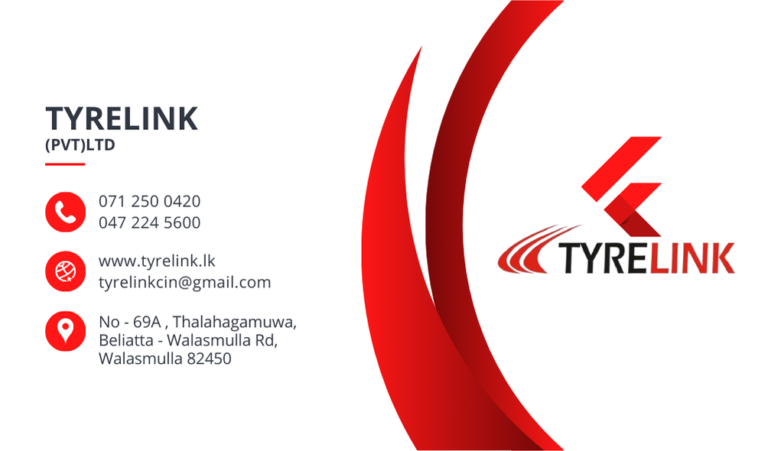 TYRELINK
(PVT)LTD
071 250 0420
047 224 5600
www.tyrelink.lk
tyrelinkcin@gmail.com
No - 69A , Thalahagamuwa,
Beliatta - Walasmulla Rd,
Walasmulla 82450
TYRELINK